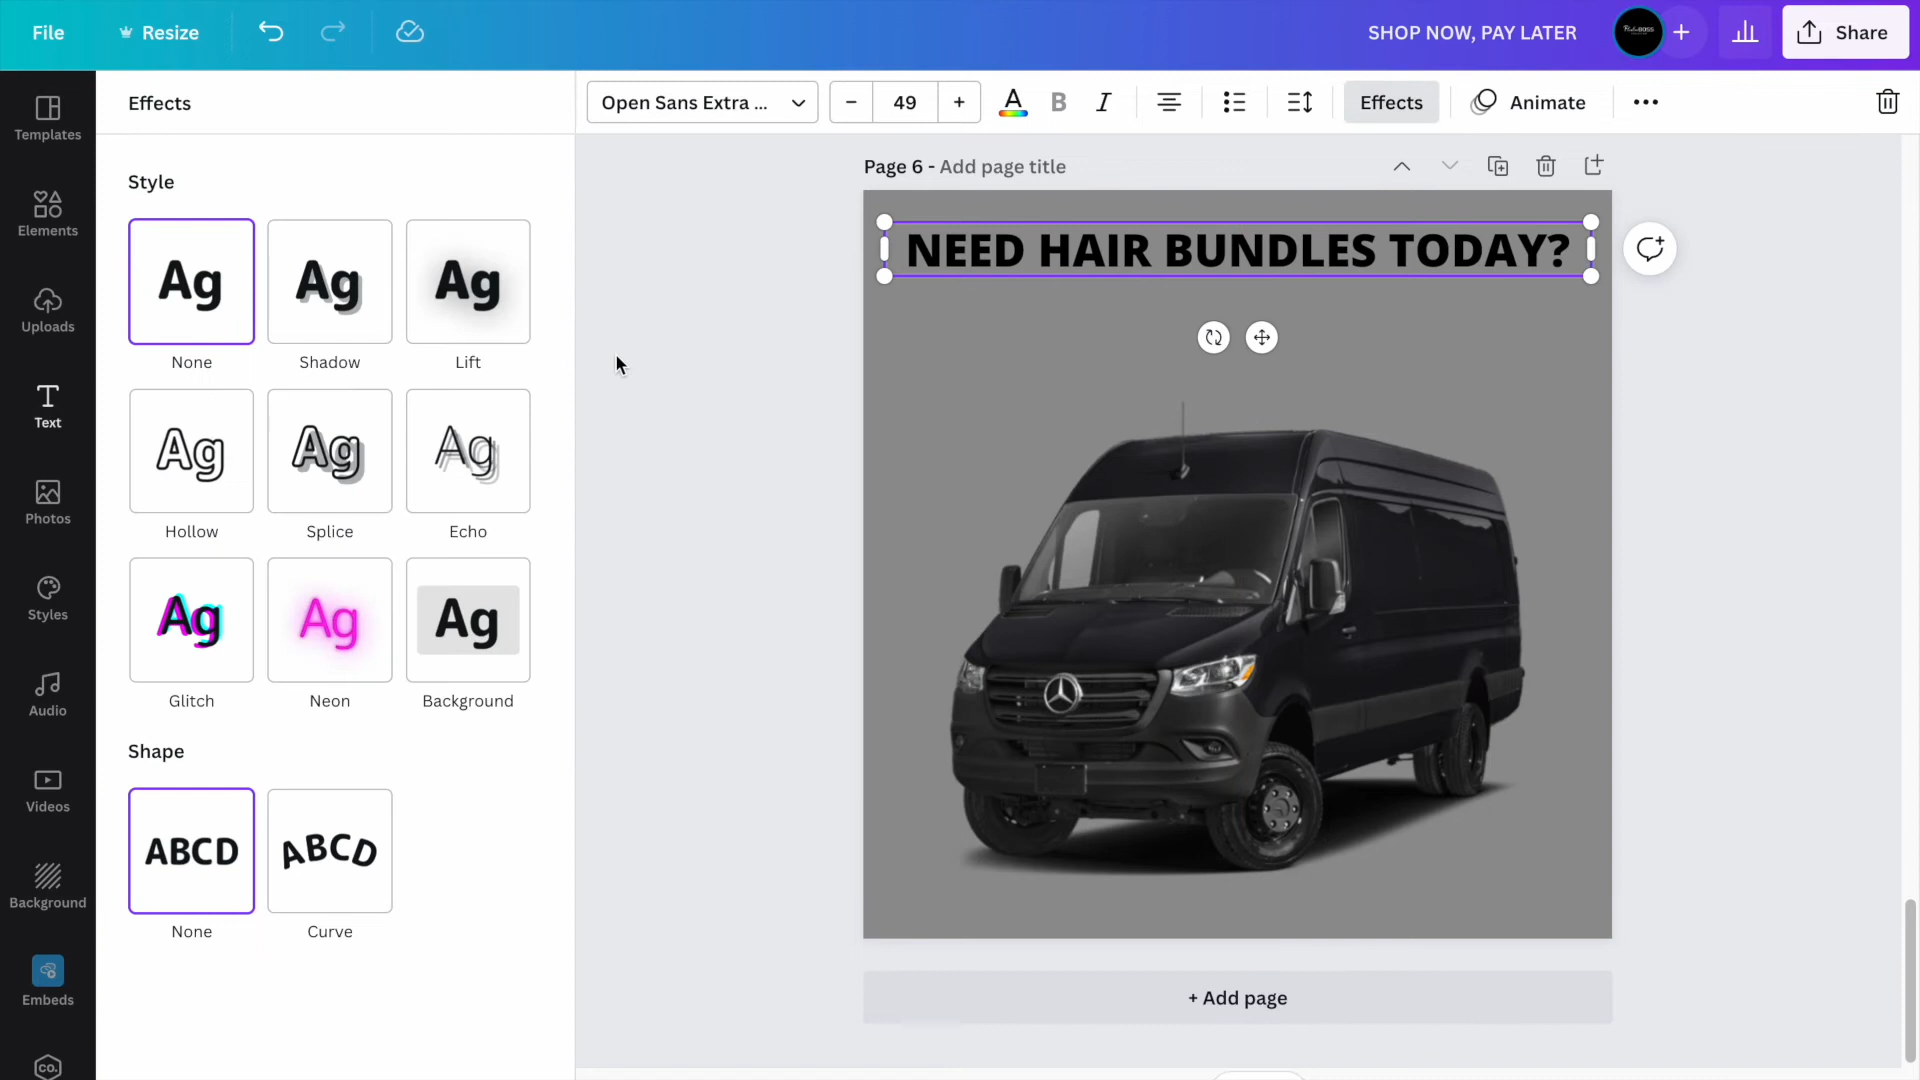 File
Resize
SHOP NOW, PAY LATER
Share
Effects
Open Sans Extra ...
49
A
B
I
Effects
Animate
Templates
Elements
Uploads
Text
Photos
Styles
Audio
Videos
Background
Embeds
co.
Style
Ag
None
Ag
Shadow
Ag
Lift
Ag
Hollow
Ag
Splice
Ag
Echo
Ag
Glitch
Ag
Neon
Ag
Background
Shape
ABCD
None
ABCD
Curve
Page 6 - Add page title
NEED HAIR BUNDLES TODAY?
+ Add page